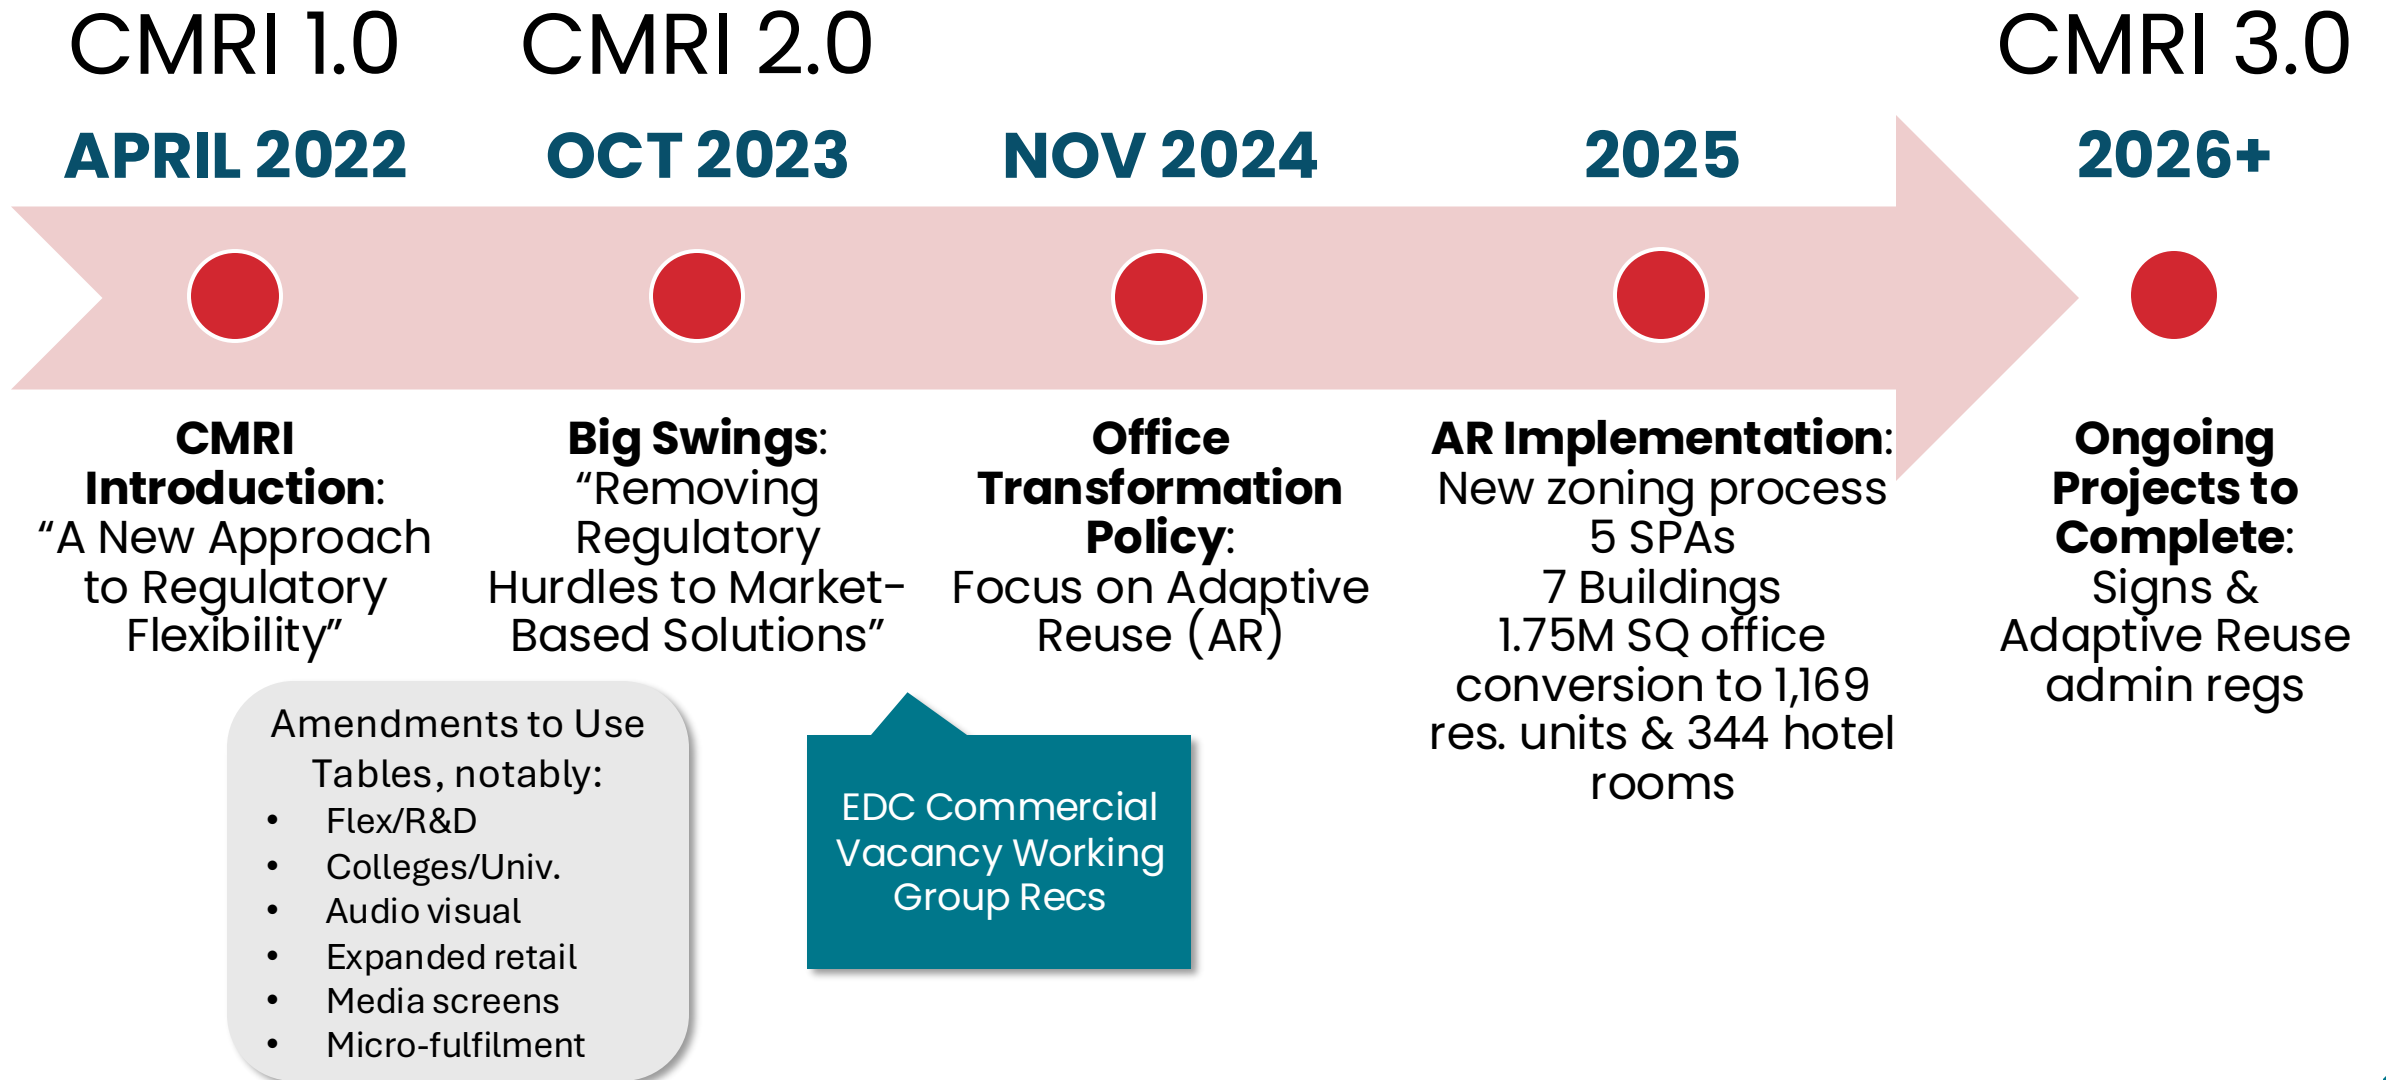 CMRI 1.0
CMRI 2.0
CMRI 3.0
APRIL 2022
OCT 2023
NOV 2024
2025
2026+
CMRI
Introduction:
“A New Approach
to Regulatory
Flexibility”
Big Swings:
“Removing
Regulatory
Hurdles to Market-
Based Solutions”
Office
Transformation
Policy:
Focus on Adaptive
Reuse (AR)
AR Implementation:
New zoning process
5 SPAs
7 Buildings
1.75M SQ office
conversion to 1,169
res. units & 344 hotel
rooms
Ongoing
Projects to
Complete:
Signs &
Adaptive Reuse
admin regs
Amendments to Use
Tables, notably:
• Flex/R&D
• Colleges/Univ.
• Audio visual
• Expanded retail
• Media screens
• Micro-fulfilment
EDC Commercial
Vacancy Working
Group Recs